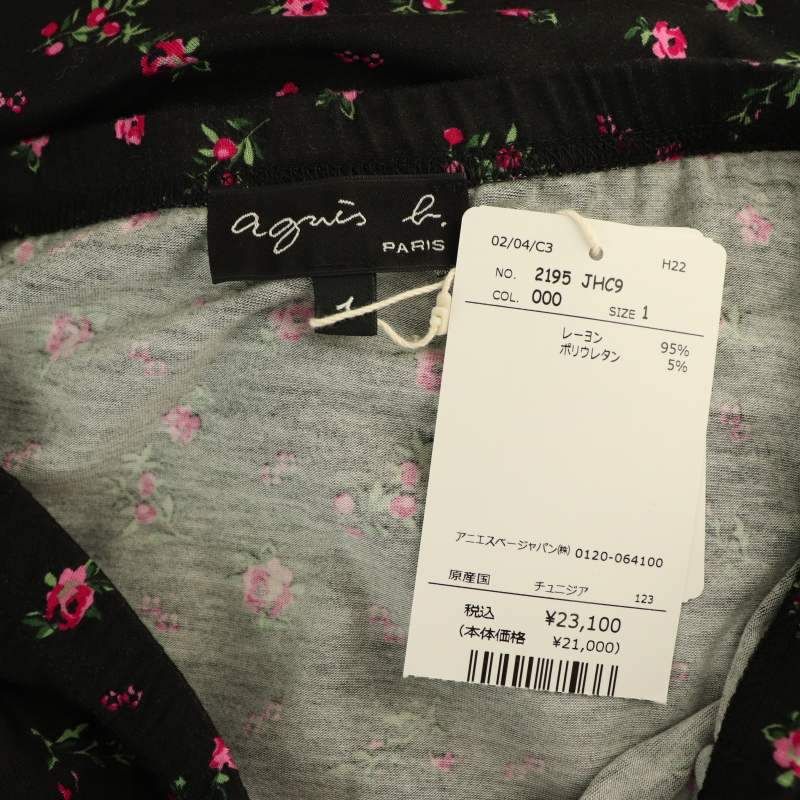 agnès b.
PARIS
1
02/04/C3
H22
NO. 2195 JHC9
COL. 000 SIZE 1
レーヨン 95%
ポリウレタン 5%
アニエスベージャパン㈱ 0120-064100
原産国 チュニジア 123
税込 ¥23,100
(本体価格 ¥21,000)